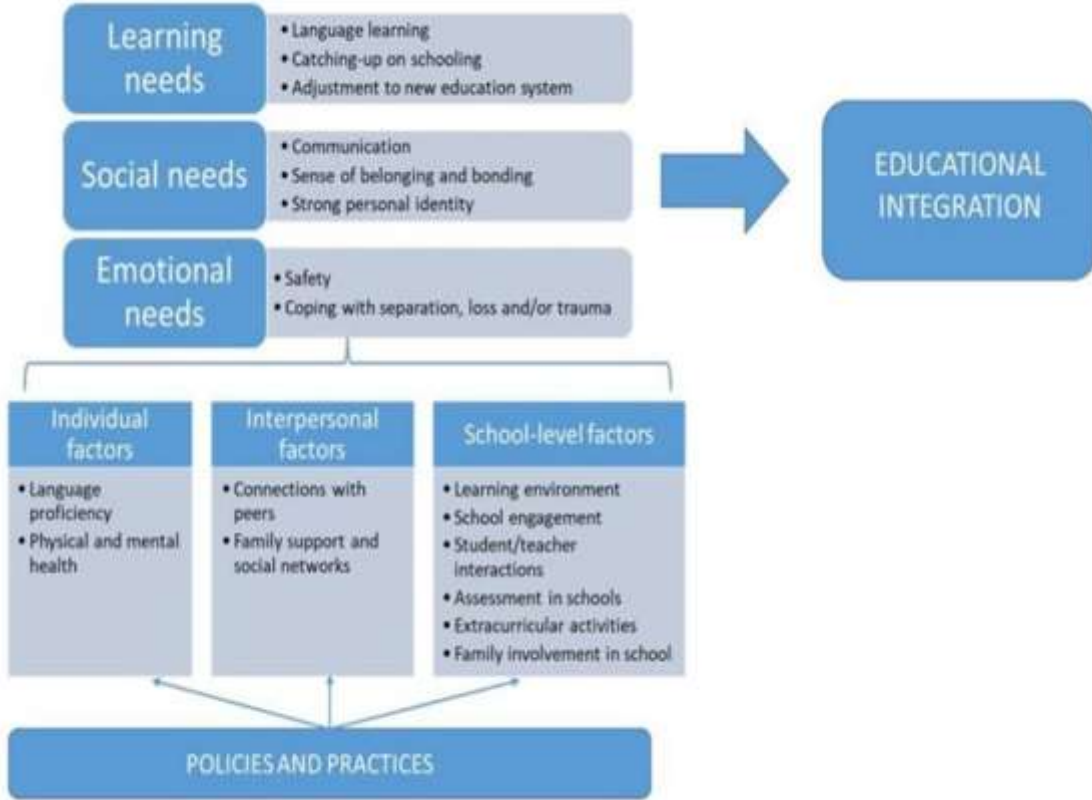 Learning
needs
• Language learning
• Catching-up on schooling
• Adjustment to new education system
Social needs
• Communication
• Sense of belonging and bonding
• Strong personal identity
Emotional
needs
• Safety
• Coping with separation, loss and/or trauma
EDUCATIONAL
INTEGRATION
Individual
factors
• Language
proficiency
• Physical and mental
health
Interpersonal
factors
• Connections with
peers
• Family support and
social networks
School-level factors
• Learning environment
• School engagement
• Student/teacher
interactions
• Assessment in schools
• Extracurricular activities
• Family involvement in school
POLICIES AND PRACTICES